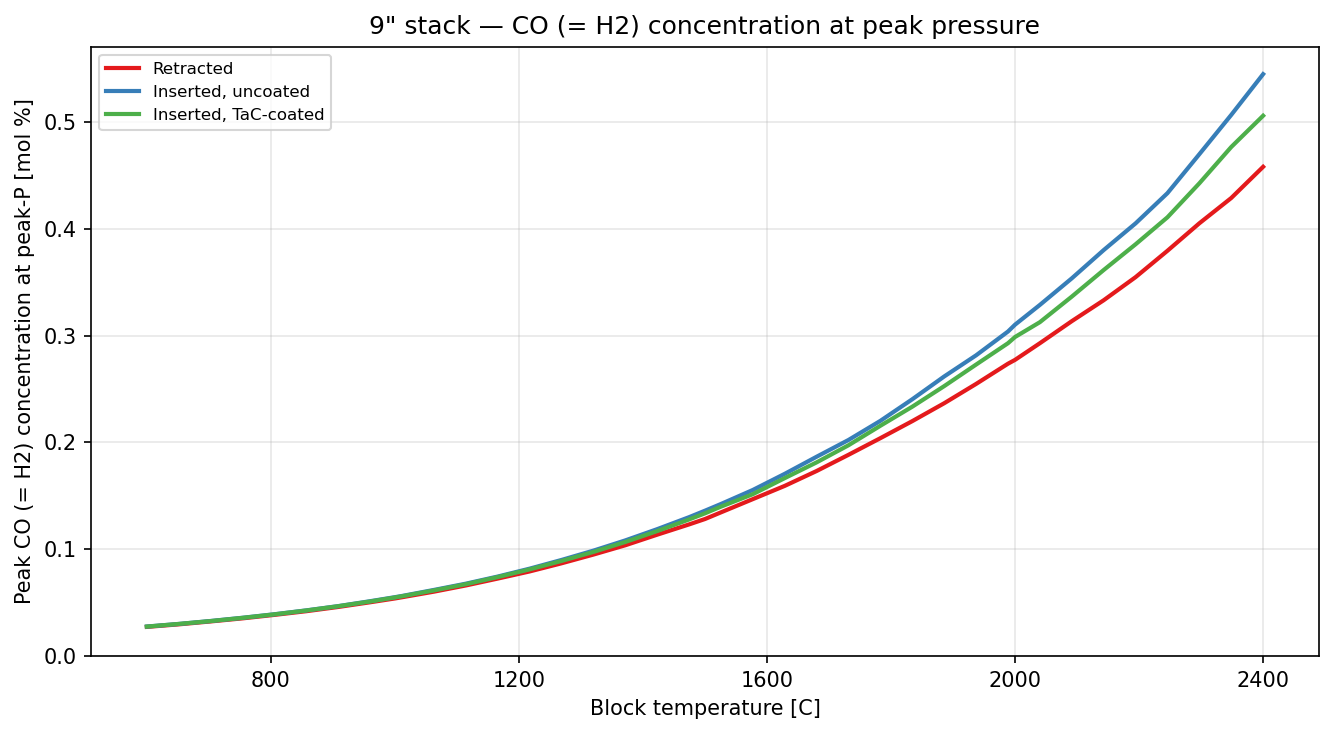 9" stack — CO (= H2) concentration at peak pressure
Retracted
Inserted, uncoated
Inserted, TaC-coated
Peak CO (= H2) concentration at peak-P [mol %]
0.5
0.4
0.3
0.2
0.1
0.0
800 1200 1600 2000 2400
Block temperature [C]